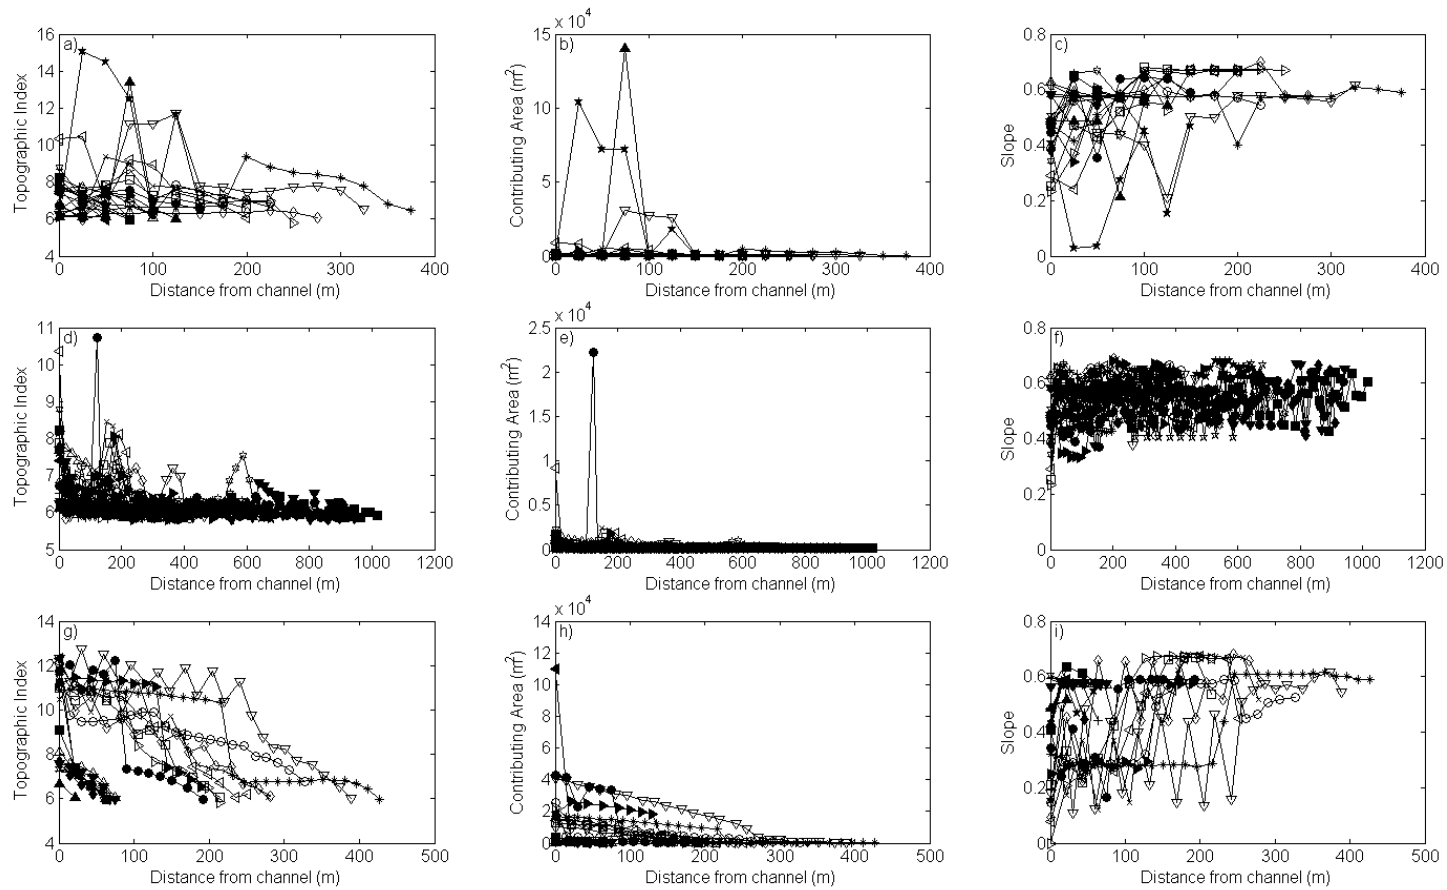 a)
Topographic Index
16
14
12
10
8
6
4
0 100 200 300 400
Distance from channel (m)
b)
x 10^4
Contributing Area (m^2)
15
10
5
0
0 100 200 300 400
Distance from channel (m)
c)
Slope
0.8
0.6
0.4
0.2
0
0 100 200 300 400
Distance from channel (m)
d)
Topographic Index
11
10
9
8
7
6
5
0 200 400 600 800 1000 1200
Distance from channel (m)
e)
x 10^4
Contributing Area (m^2)
2.5
2
1.5
1
0.5
0
0 200 400 600 800 1000 1200
Distance from channel (m)
f)
Slope
0.8
0.6
0.4
0.2
0
0 200 400 600 800 1000 1200
Distance from channel (m)
g)
Topographic Index
14
12
10
8
6
4
0 100 200 300 400 500
Distance from channel (m)
h)
x 10^4
Contributing Area (m^2)
14
12
10
8
6
4
2
0
0 100 200 300 400 500
Distance from channel (m)
i)
Slope
0.8
0.6
0.4
0.2
0
0 100 200 300 400 500
Distance from channel (m)